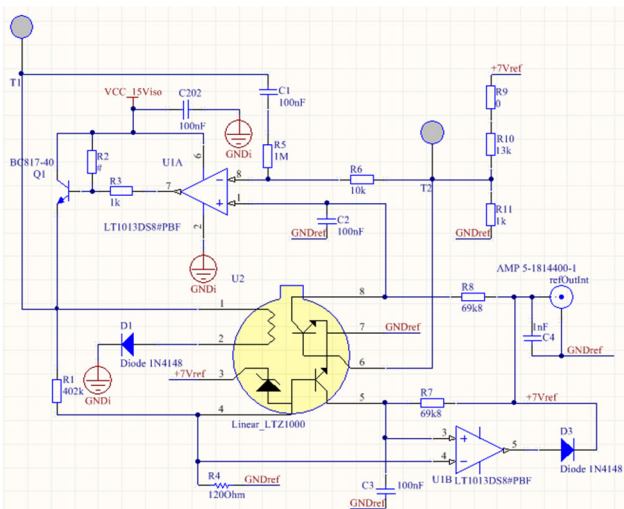 T1
VCC_15Viso
C202
100nF
GNDi
C1
100nF
+7Vref
R9
0
R10
13k
BC817-40
Q1
R2
#
U1A
6
R5
1M
R3
1k
7
8
1
R6
10k
T2
R11
1k
GNDref
LT1013DS8#PBF
2
GNDi
C2
100nF
GNDref
U2
AMP 5-1814400-1
refOutInt
1
8
R8
69k8
1nF
C4
D1
2
7
GNDref
GNDref
Diode 1N4148
GNDi
+7Vref
3
6
R1
402k
4
5
R7
69k8
+7Vref
Linear_LTZ1000
3
4
5
D3
Diode 1N4148
U1B
LT1013DS8#PBF
R4
120Ohm
GNDref
C3
100nF
GNDref